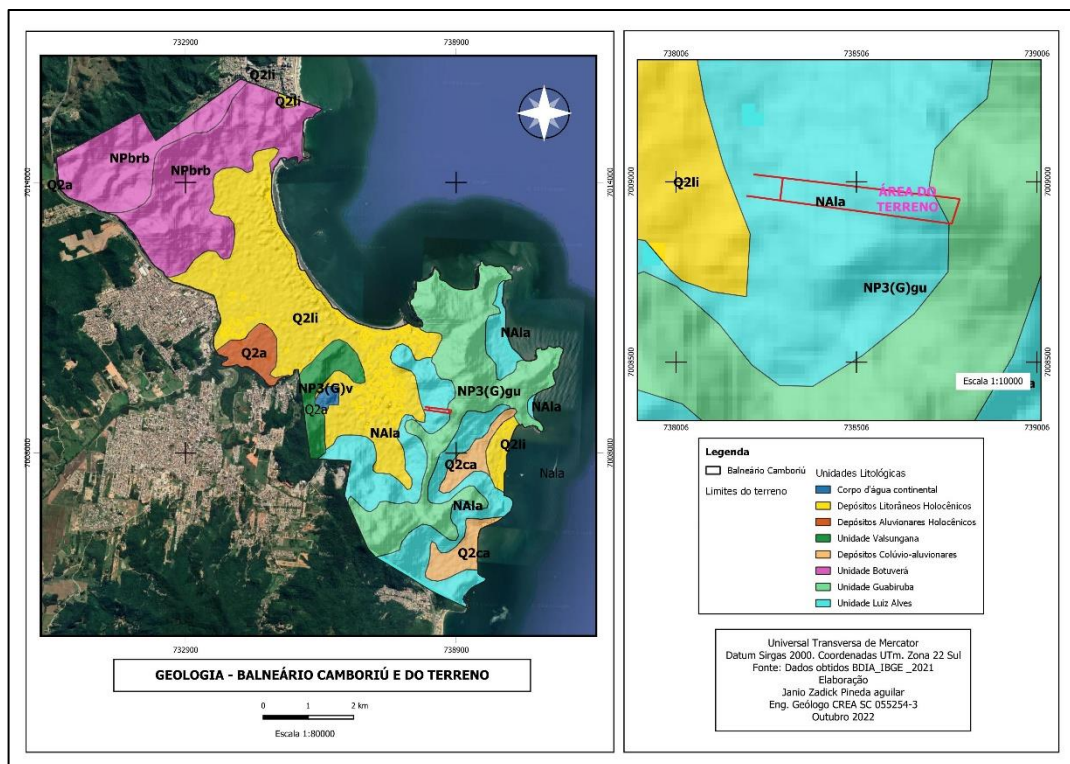 732900
738900
7014000
7008000
Q2li
Q2li
NPbrb
NPbrb
Q2a
Q2li
Q2a
NP3(G)v
Q2a
NAla
NP3(G)gu
NAla
NAla
Q2li
Q2ca
Nala
NAla
Q2ca
7014000
7008000
732900
738900
GEOLOGIA - BALNEÁRIO CAMBORIÚ E DO TERRENO
0 1 2 km
Escala 1:80000
738006
738506
739006
7009000
Q2li
ÁREA DO
TERRENO
NAla
7009000
NP3(G)gu
7008500
7008500
Escala 1:10000
738006
738506
739006
Legenda
Balneário Camboriú
Limites do terreno
Unidades Litológicas
Corpo d'água continental
Depósitos Litorâneos Holocênicos
Depósitos Aluvionares Holocênicos
Unidade Valsungana
Depósitos Colúvio-aluvionares
Unidade Botuverá
Unidade Guabiruba
Unidade Luiz Alves
Universal Transversa de Mercator
Datum Sirgas 2000. Coordenadas UTm. Zona 22 Sul
Fonte: Dados obtidos BDIA_IBGE _2021
Elaboração
Janio Zadick Pineda aguilar
Eng. Geólogo CREA SC 055254-3
Outubro 2022